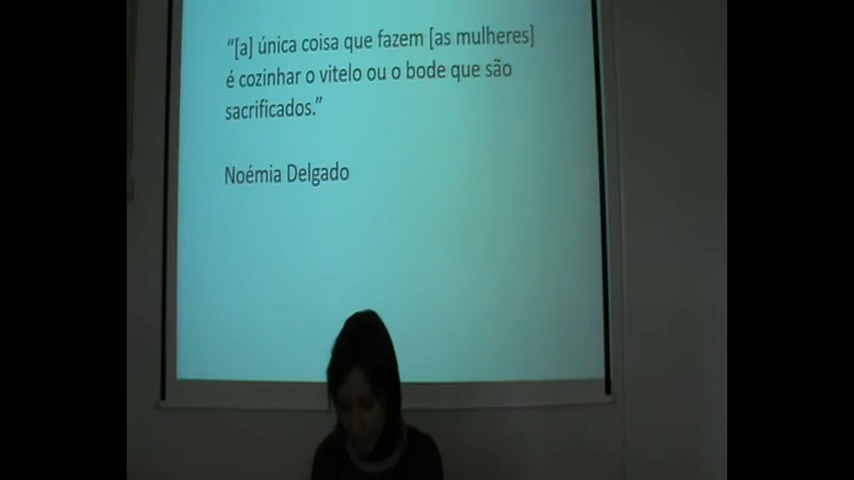 “[a] única coisa que fazem [as mulheres]
é cozinhar o vitelo ou o bode que são
sacrificados.”
Noémia Delgado